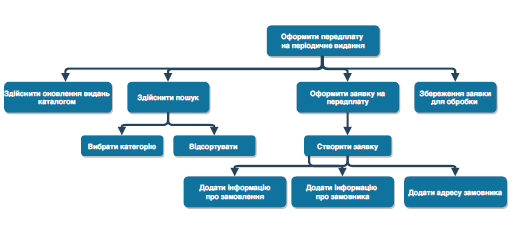 Оформити передплату
на періодичне видання
Здійснити оновлення видань
каталогом
Здійснити пошук
Оформити заявку на
передплату
Збереження заявки
для обробки
Вибрати категорію
Відсортувати
Створити заявку
Додати інформацію
про замовлення
Додати інформацію
про замовника
Додати адресу замовника